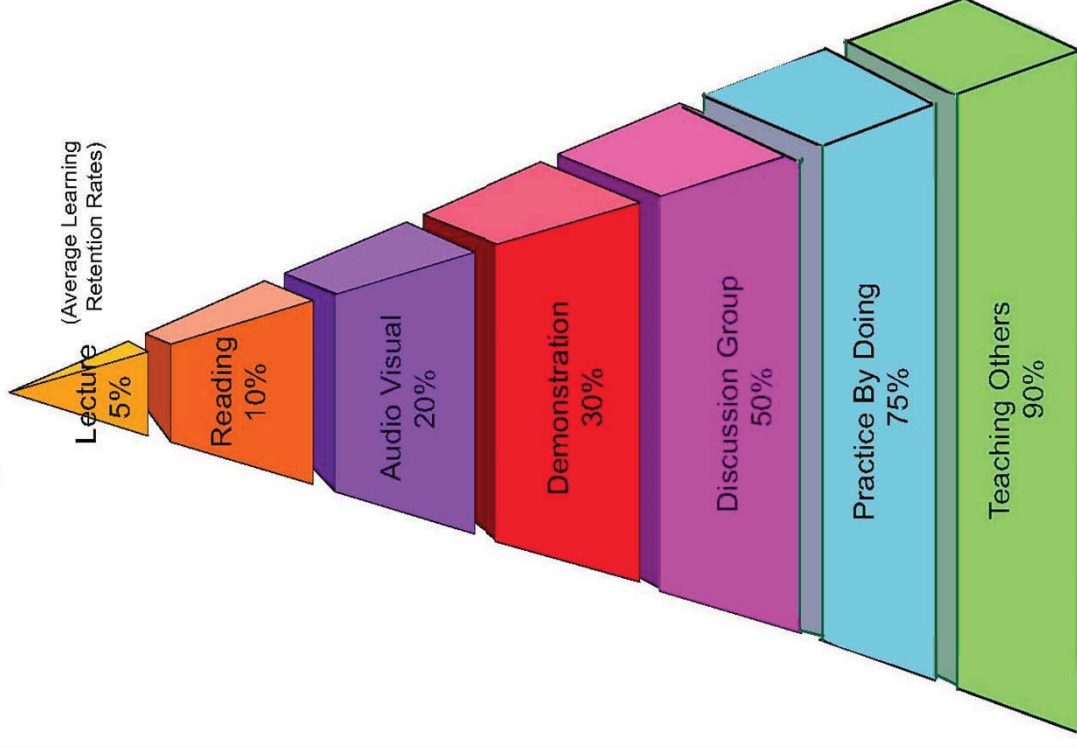 Lecture
5%
(Average Learning
Retention Rates)
Reading
10%
Audio Visual
20%
Demonstration
30%
Discussion Group
50%
Practice By Doing
75%
Teaching Others
90%